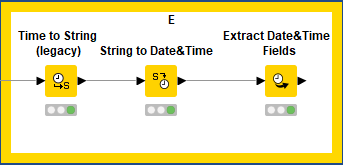 E
Time to String
(legacy)
String to Date&Time
Extract Date&Time
Fields
S
S